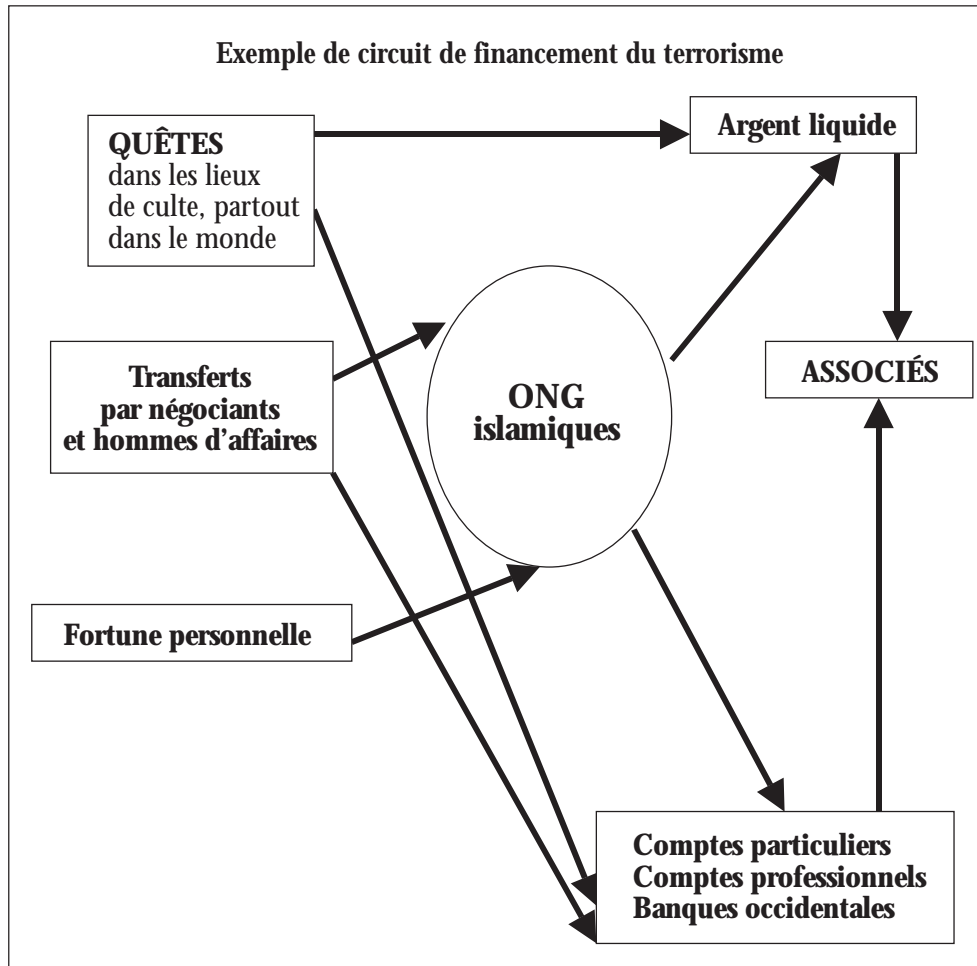 Exemple de circuit de financement du terrorisme
QUÊTES
dans les lieux
de culte, partout
dans le monde
Argent liquide
Transferts
par négociants
et hommes d’affaires
ONG
islamiques
ASSOCIÉS
Fortune personnelle
Comptes particuliers
Comptes professionnels
Banques occidentales